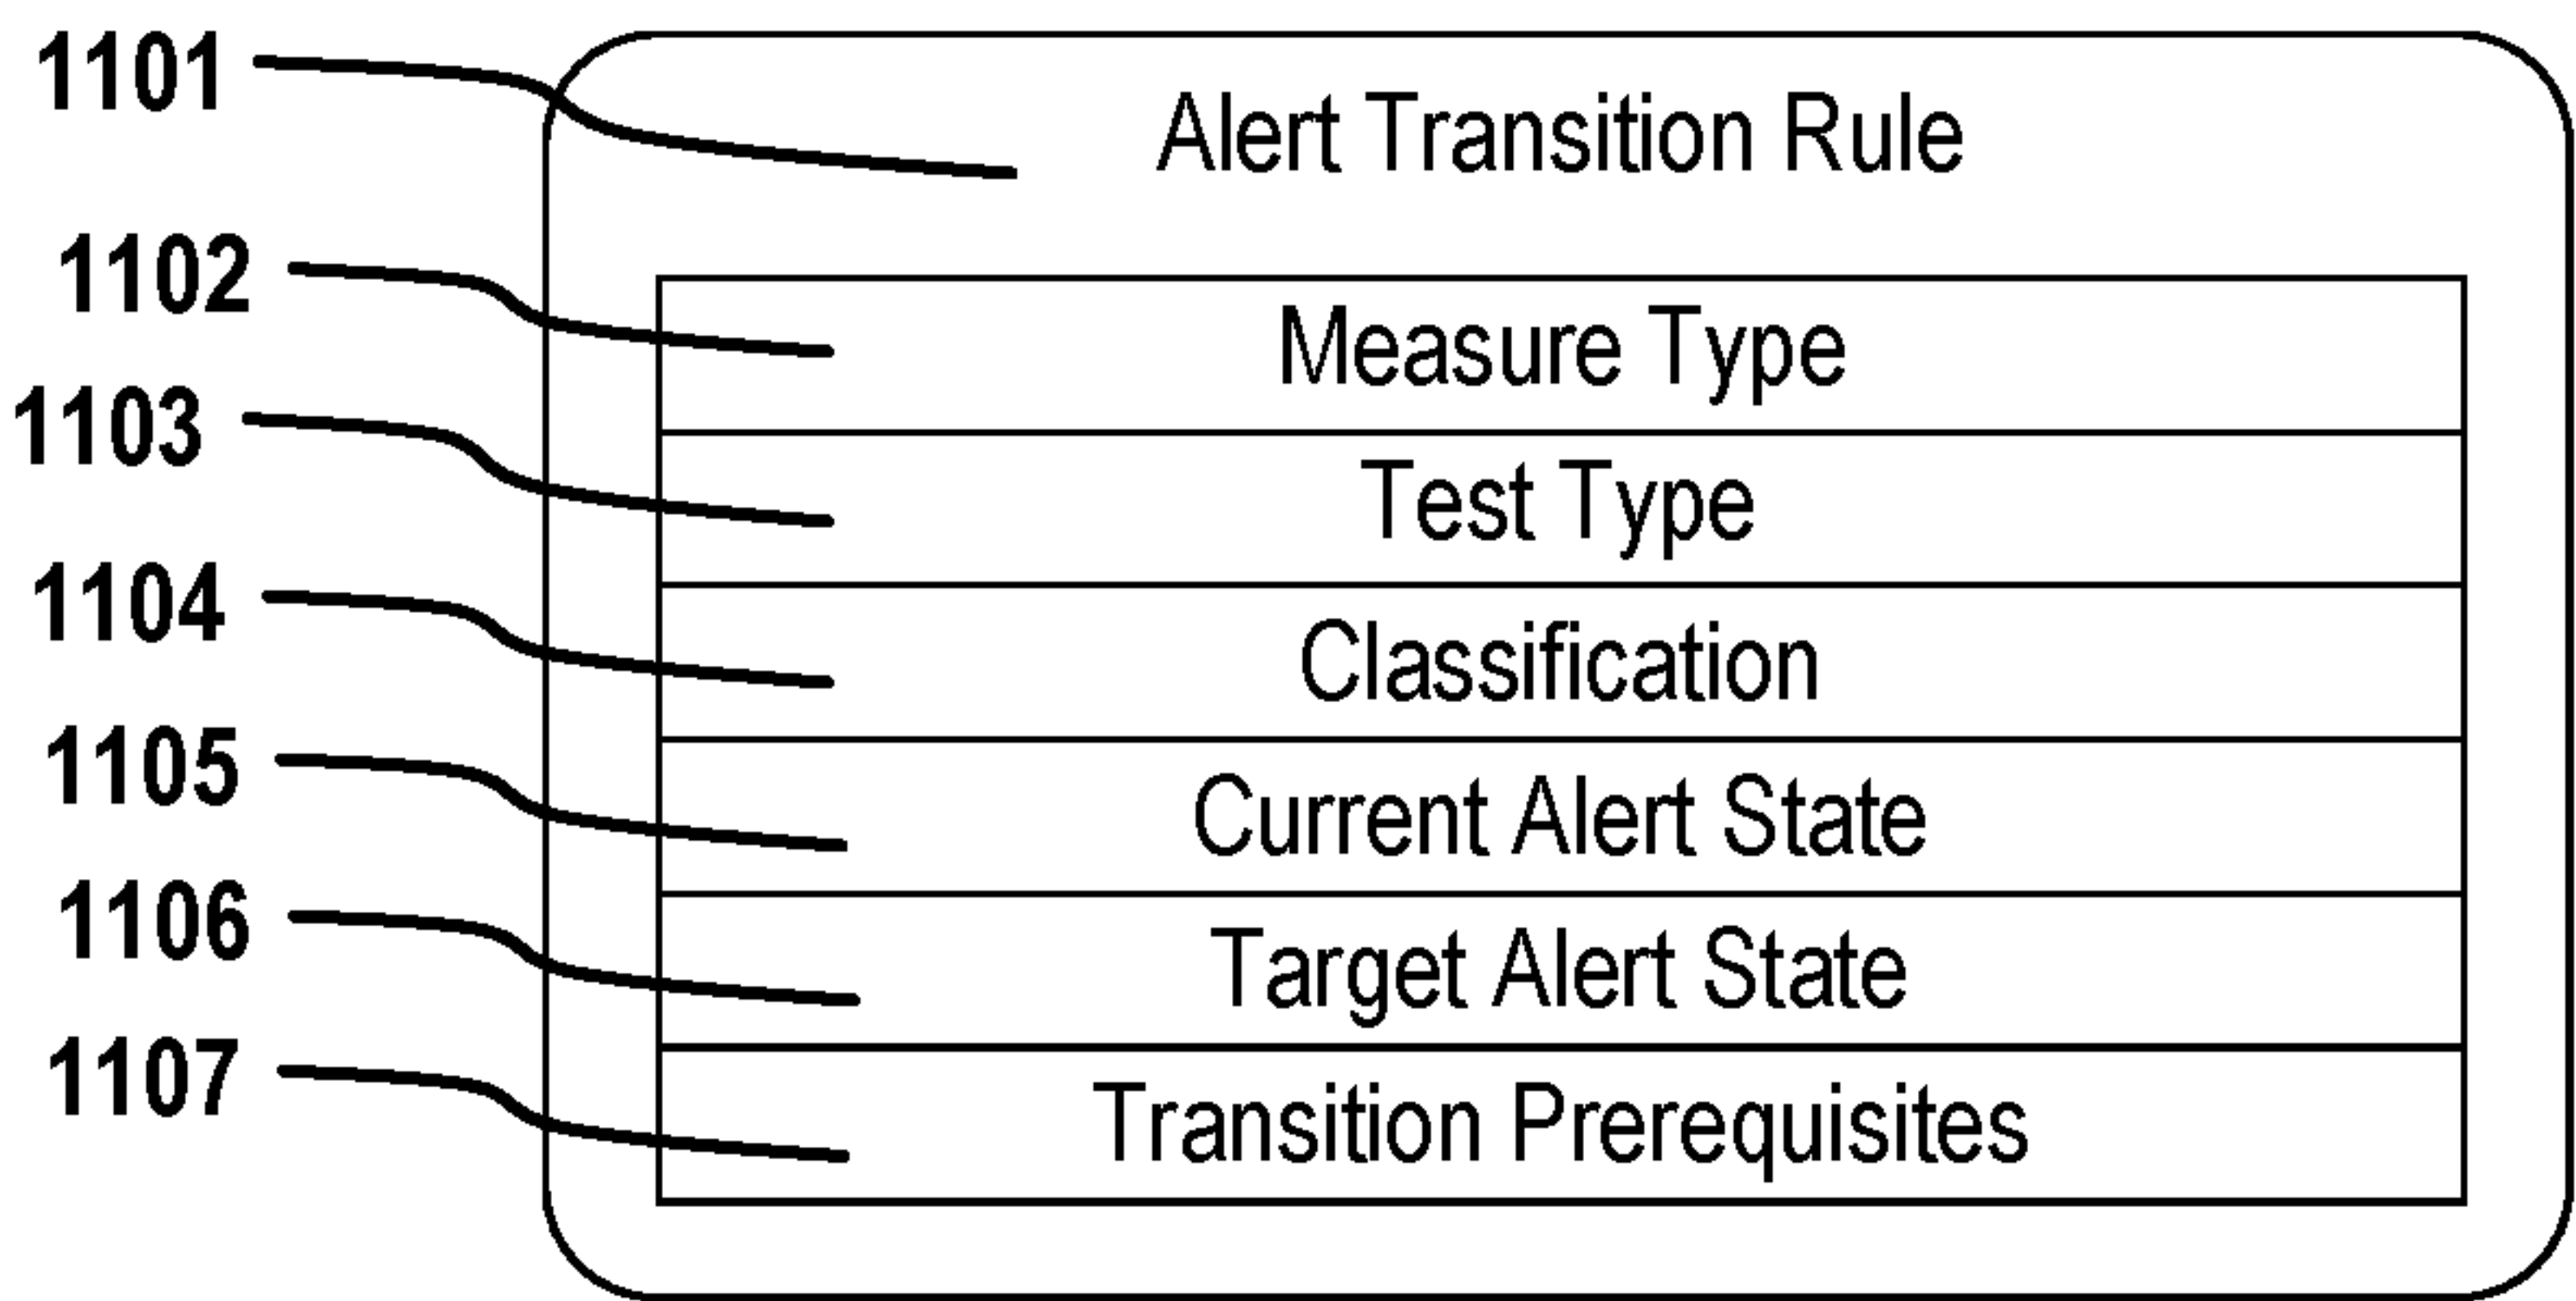 1101 Alert Transition Rule
1102 Measure Type
1103 Test Type
1104 Classification
1105 Current Alert State
1106 Target Alert State
1107 Transition Prerequisites